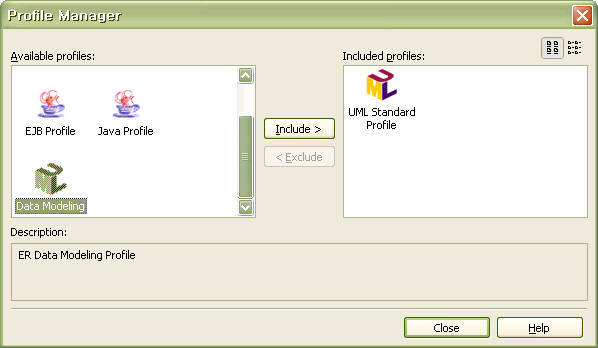 Profile Manager
Available profiles:
Included profiles:
EJB Profile
Java Profile
Data Modeling
UML Standard
Profile
Include >
< Exclude
Description:
ER Data Modeling Profile
Close
Help